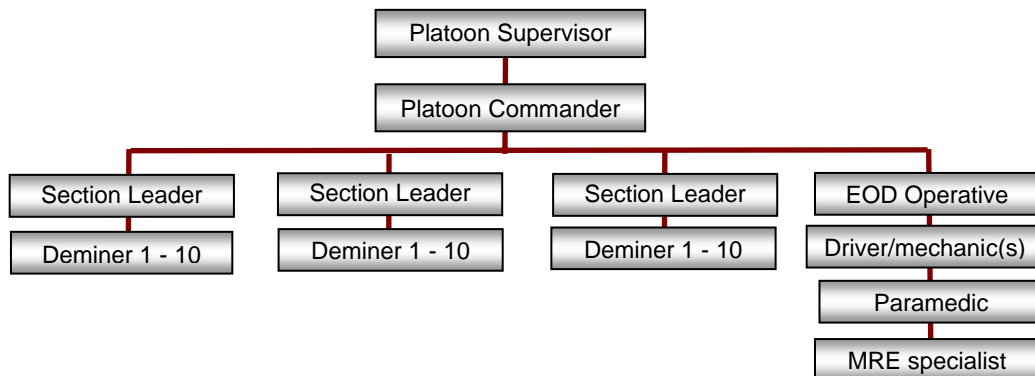 Platoon Supervisor
Platoon Commander
Section Leader
Section Leader
Section Leader
EOD Operative
Deminer 1 - 10
Deminer 1 - 10
Deminer 1 - 10
Driver/mechanic(s)
Paramedic
MRE specialist